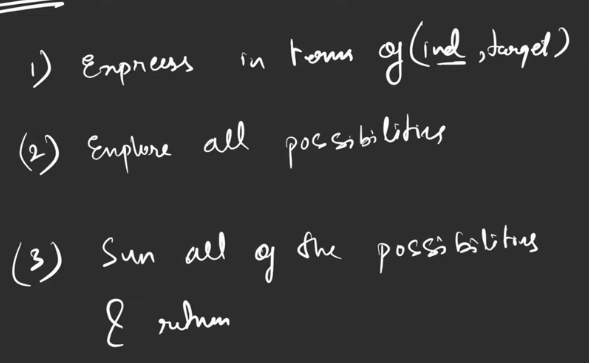 1) Express in terms of (ind, target)
(2) Explore all possibilities
(3) Sum all of the possibilities
& return